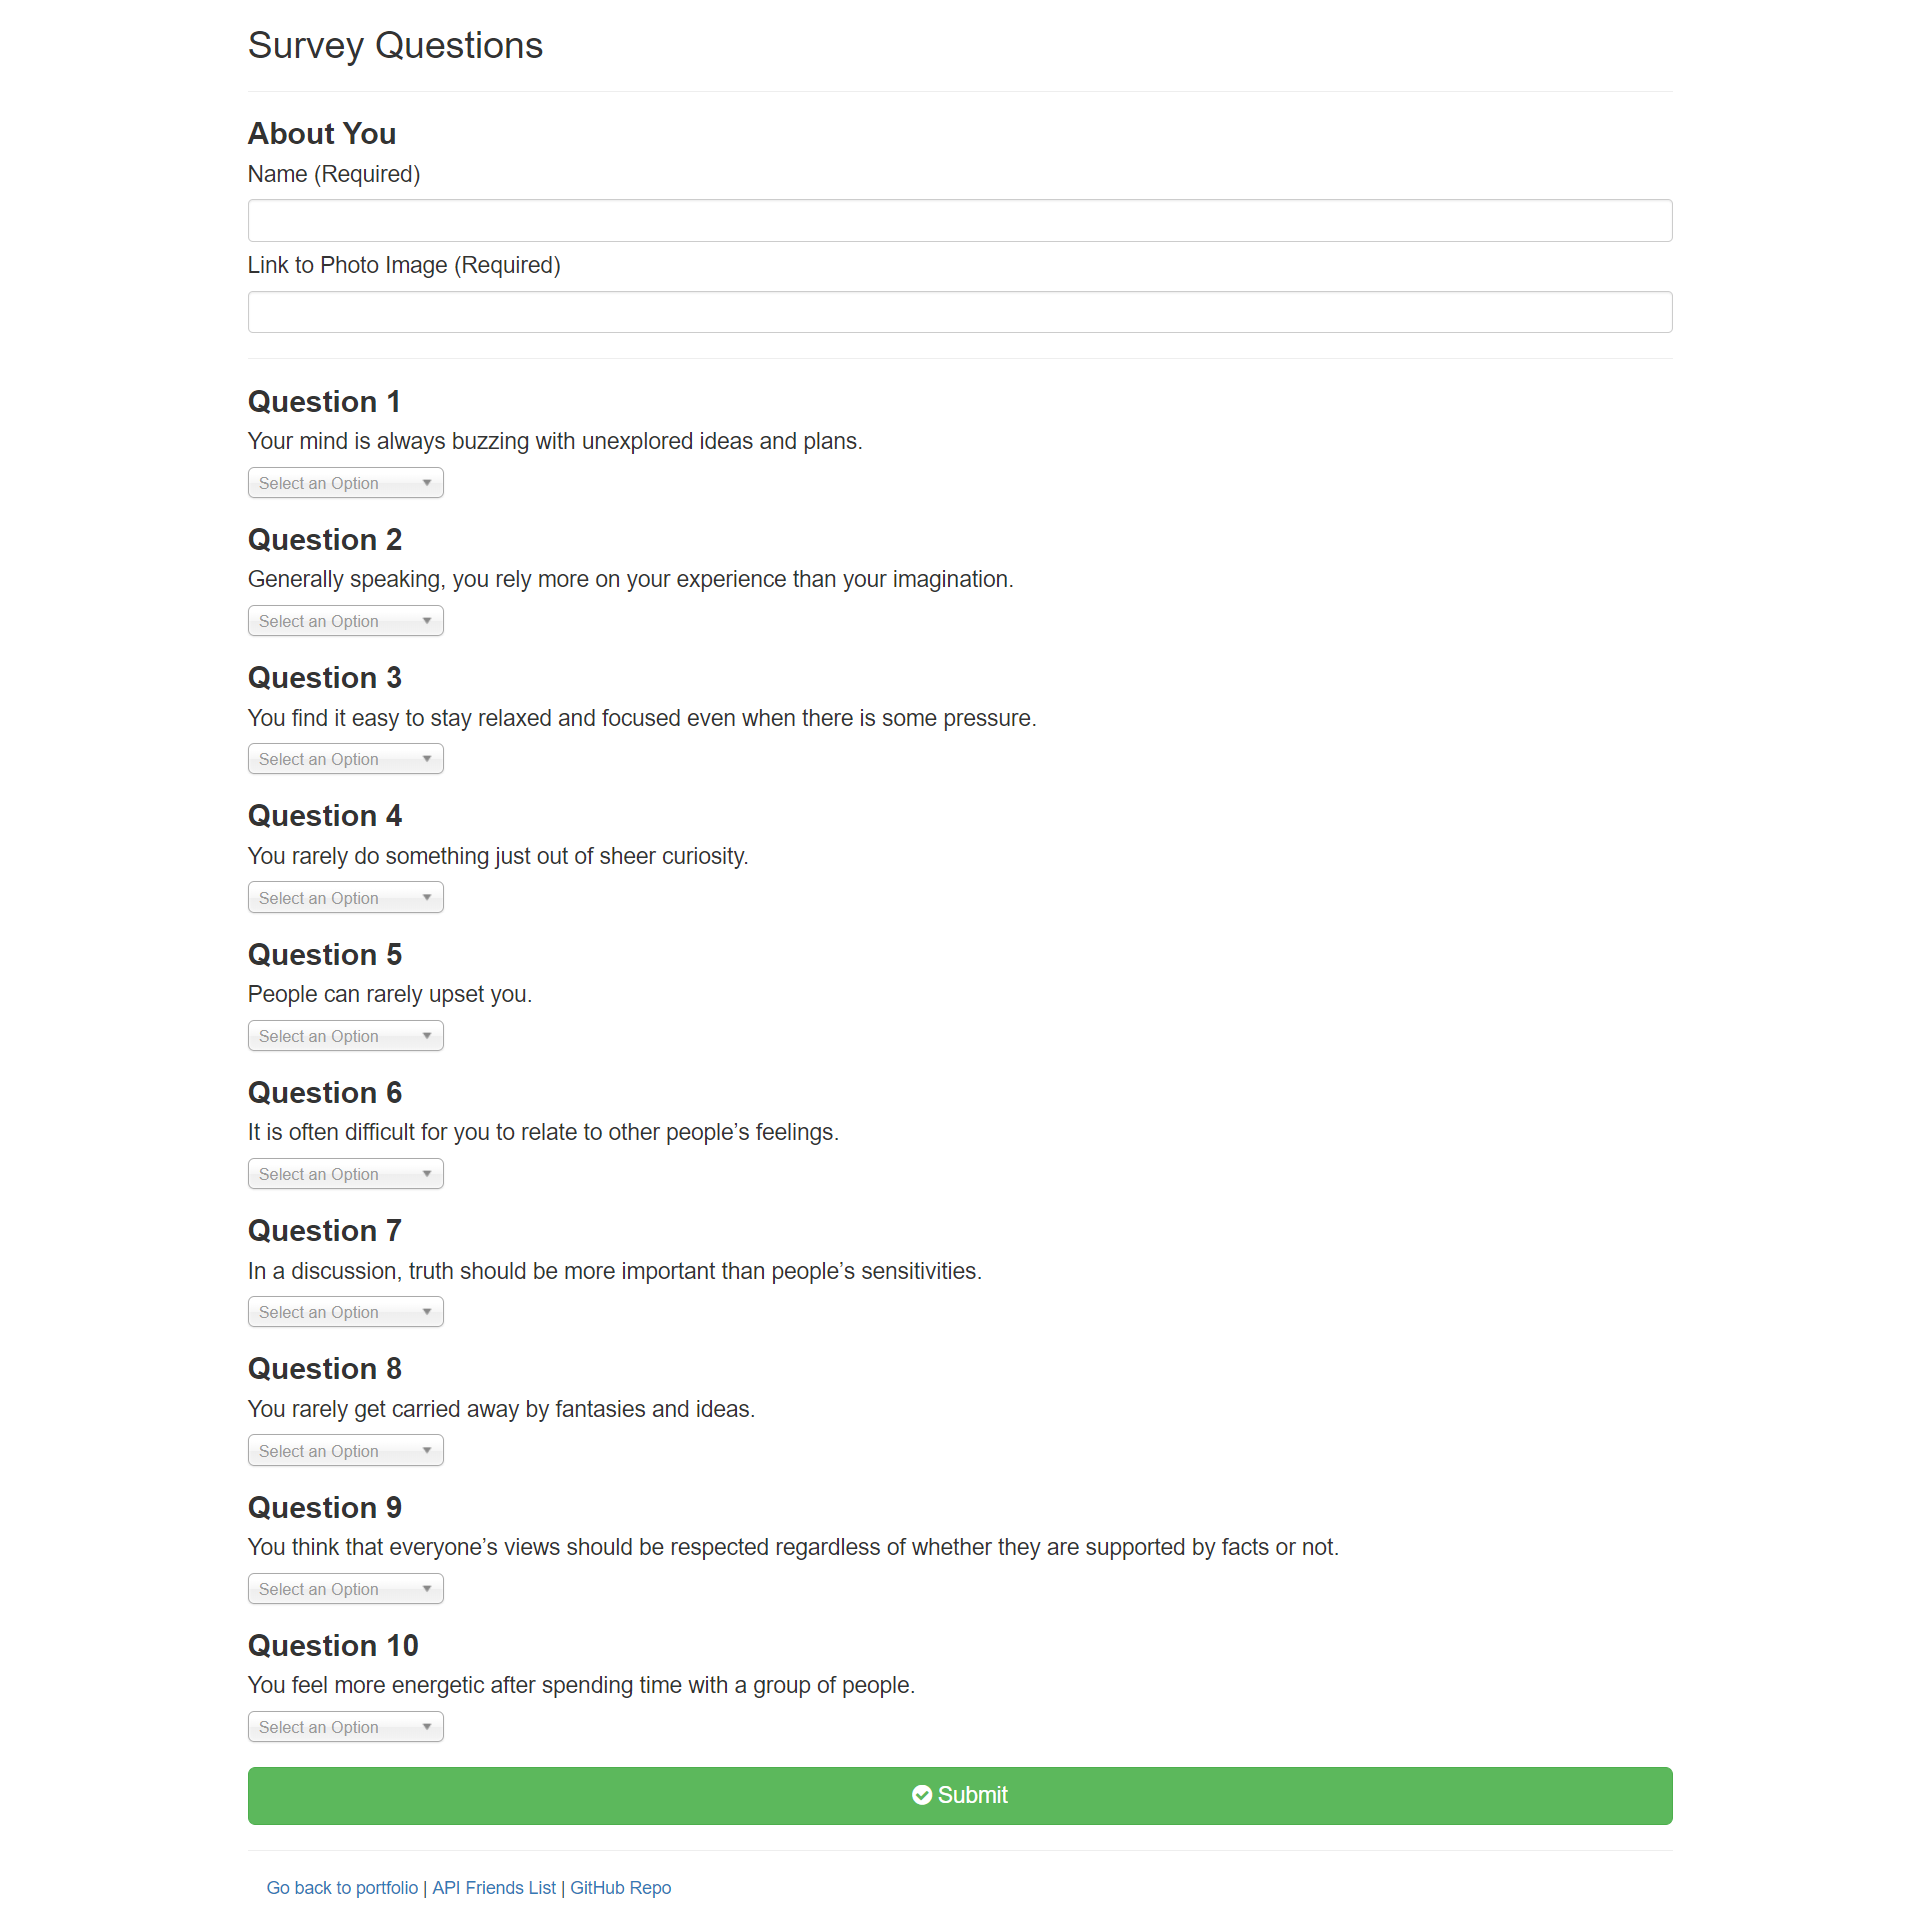 Survey Questions
About You
Name (Required)
Link to Photo Image (Required)
Question 1
Your mind is always buzzing with unexplored ideas and plans.
Select an Option
Question 2
Generally speaking, you rely more on your experience than your imagination.
Select an Option
Question 3
You find it easy to stay relaxed and focused even when there is some pressure.
Select an Option
Question 4
You rarely do something just out of sheer curiosity.
Select an Option
Question 5
People can rarely upset you.
Select an Option
Question 6
It is often difficult for you to relate to other people’s feelings.
Select an Option
Question 7
In a discussion, truth should be more important than people’s sensitivities.
Select an Option
Question 8
You rarely get carried away by fantasies and ideas.
Select an Option
Question 9
You think that everyone’s views should be respected regardless of whether they are supported by facts or not.
Select an Option
Question 10
You feel more energetic after spending time with a group of people.
Select an Option
Submit
Go back to portfolio | API Friends List | GitHub Repo